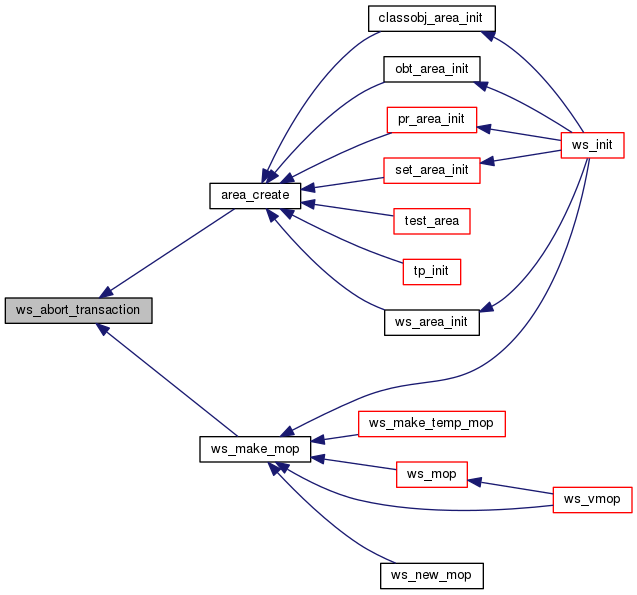 classobj_area_init
obt_area_init
pr_area_init
ws_init
set_area_init
area_create
test_area
tp_init
ws_abort_transaction
ws_area_init
ws_make_temp_mop
ws_make_mop
ws_mop
ws_vmop
ws_new_mop